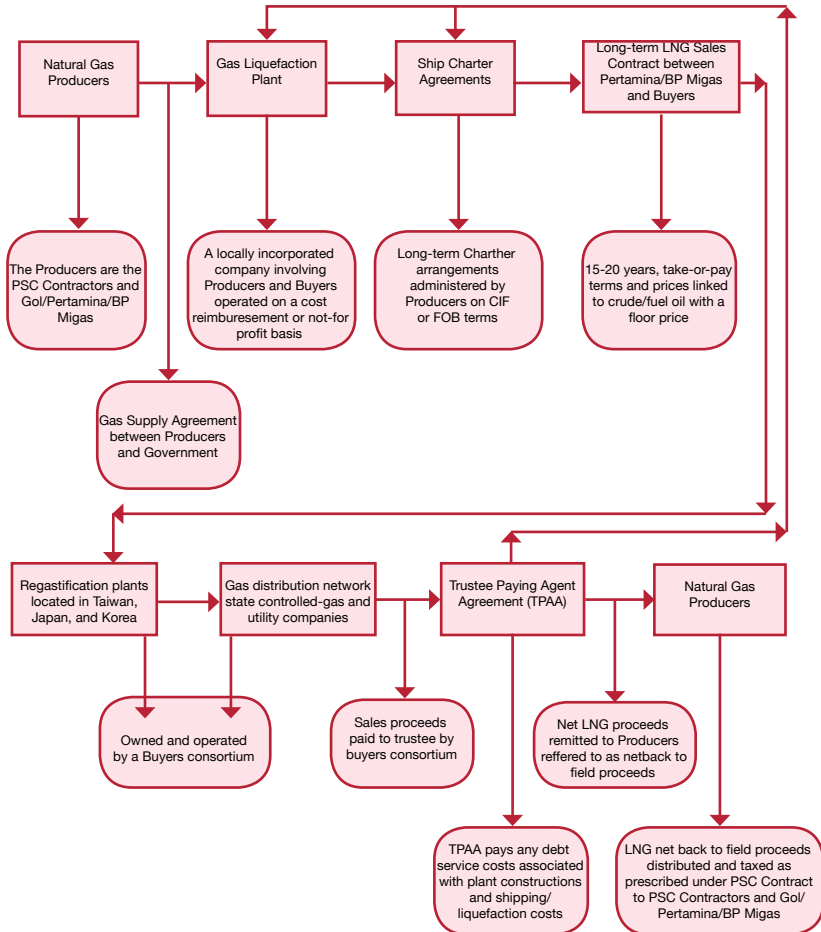 Natural Gas
Producers
Gas Liquefaction
Plant
Ship Charter
Agreements
Long-term LNG Sales
Contract between
Pertamina/BP Migas
and Buyers
The Producers are the
PSC Contractors and
GoI/Pertamina/BP
Migas
A locally incorporated
company involving
Producers and Buyers
operated on a cost
reimburesement or not-for
profit basis
Long-term Charther
arrangements
administered by
Producers on CIF
or FOB terms
15-20 years, take-or-pay
terms and prices linked
to crude/fuel oil with a
floor price
Gas Supply Agreement
between Producers
and Government
Regastification plants
located in Taiwan,
Japan, and Korea
Gas distribution network
state controlled-gas and
utility companies
Trustee Paying Agent
Agreement (TPAA)
Natural Gas
Producers
Owned and operated
by a Buyers consortium
Sales proceeds
paid to trustee by
buyers consortium
Net LNG proceeds
remitted to Producers
reffered to as netback to
field proceeds
TPAA pays any debt
service costs associated
with plant constructions
and shipping/
liquefaction costs
LNG net back to field proceeds
distributed and taxed as
prescribed under PSC Contract
to PSC Contractors and GoI/
Pertamina/BP Migas